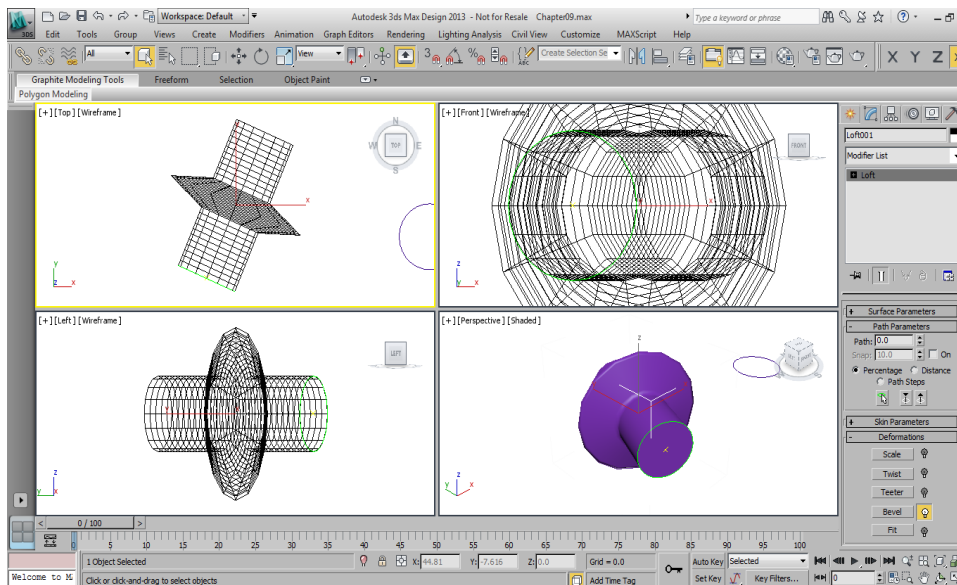 Workspace: Default
Autodesk 3ds Max Design 2013 - Not for Resale Chapter09.max
Type a keyword or phrase
3DS
Edit Tools Group Views Create Modifiers Animation Graph Editors Rendering Lighting Analysis Civil View Customize MAXScript Help
All View 3 Create Selection Se X Y Z
Graphite Modeling Tools Freeform Selection Object Paint
Polygon Modeling
[+] [Top] [Wireframe]
N
W TOP E
S
x
y
z x
[+] [Front] [Wireframe]
FRONT
x
z
x
[+] [Left] [Wireframe]
LEFT
z
y
[+] [Perspective] [Shaded]
z
z
y x
Loft001
Modifier List
Loft
+ Surface Parameters
- Path Parameters
Path: 0.0
Snap: 10.0 On
Percentage Distance
Path Steps
+ Skin Parameters
- Deformations
Scale
Twist
Teeter
Bevel
Fit
< 0 / 100 >
0 5 10 15 20 25 30 35 40 45 50 55 60 65 70 75 80 85 90 95 100
1 Object Selected X: 44.81 Y: -7.616 Z: 0.0 Grid = 0.0 Auto Key Selected
Welcome to M Click or click-and-drag to select objects Add Time Tag Set Key Key Filters... 0